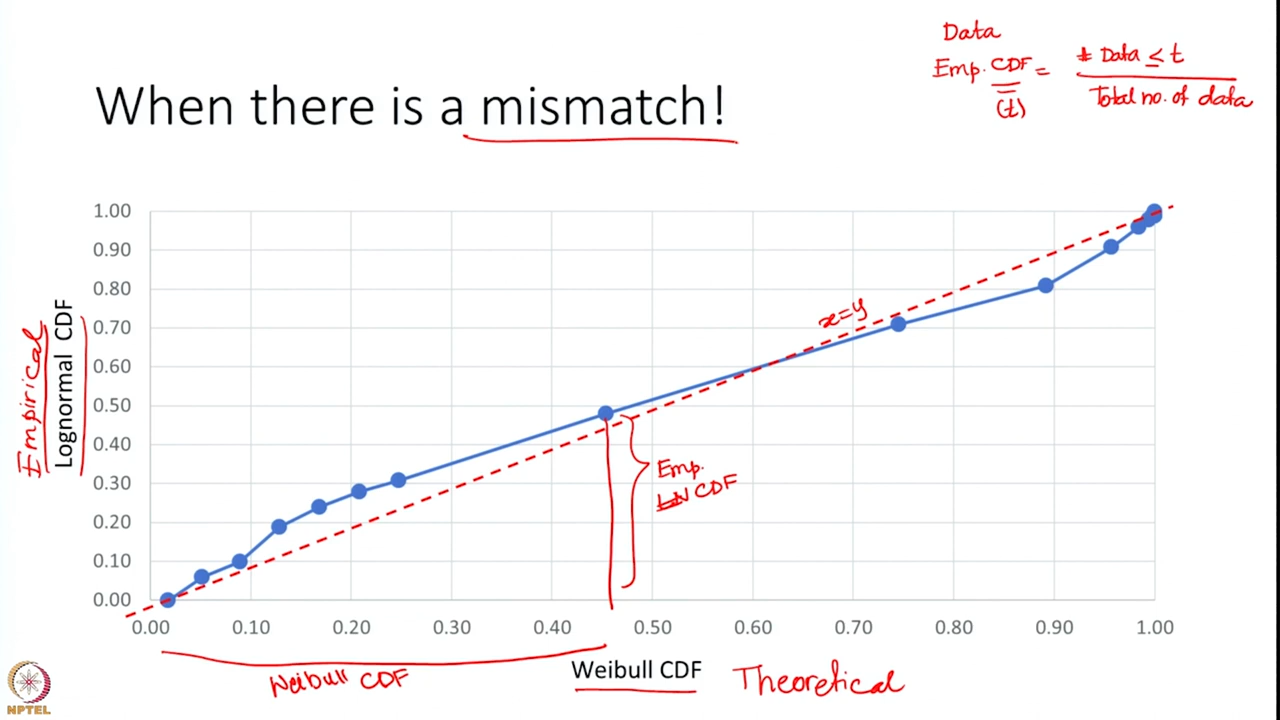 Data
Emp. CDF = # Data ≤ t
(t) Total no. of data
When there is a mismatch!
1.00
0.90
0.80
0.70
0.60
0.50
0.40
0.30
0.20
0.10
0.00
Empirical
Lognormal CDF
x=y
Emp.
LN CDF
0.00 0.10 0.20 0.30 0.40 0.50 0.60 0.70 0.80 0.90 1.00
Weibull CDF
Weibull CDF
Theoretical
NPTEL